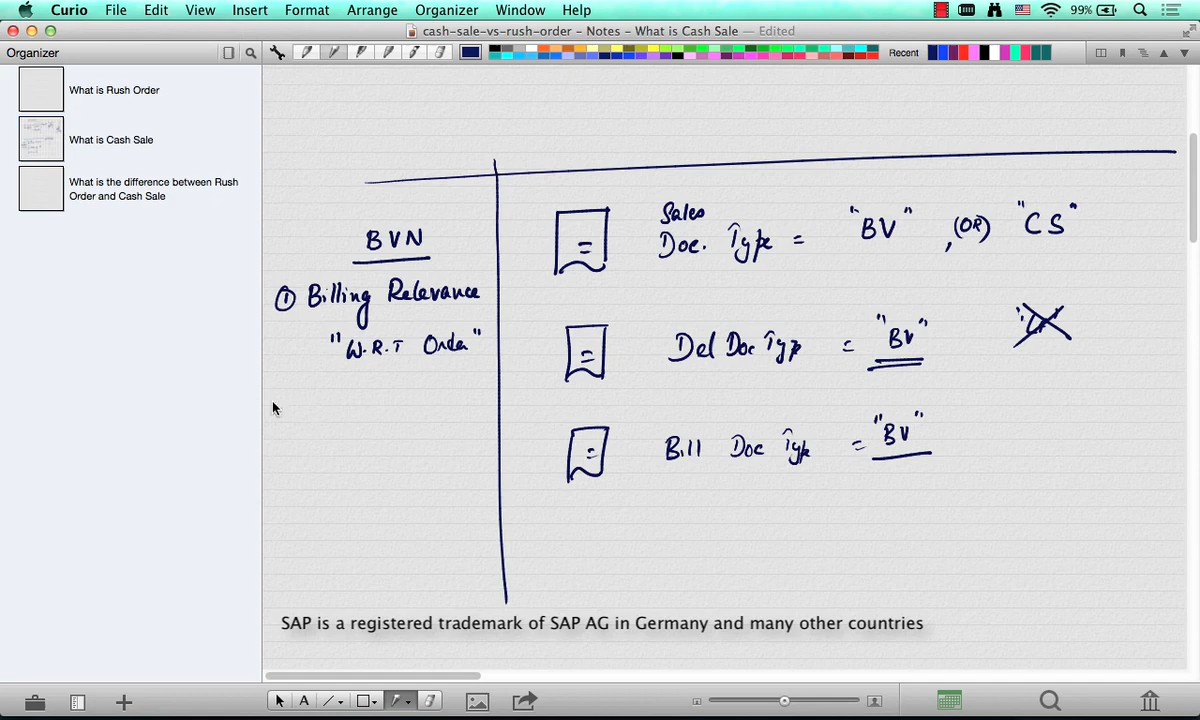 Curio File Edit View Insert Format Arrange Organizer Window Help 99%
cash-sale-vs-rush-order - Notes - What is Cash Sale — Edited
Organizer
Recent
What is Rush Order
What is Cash Sale
What is the difference between Rush
Order and Cash Sale
BVN
① Billing Relevance
"W.R.T Order"
Sales
Doc. Type = "BV", (OR) "CS"
Del Doc Type = "BV"
Bill Doc Type = "BV"
SAP is a registered trademark of SAP AG in Germany and many other countries
A